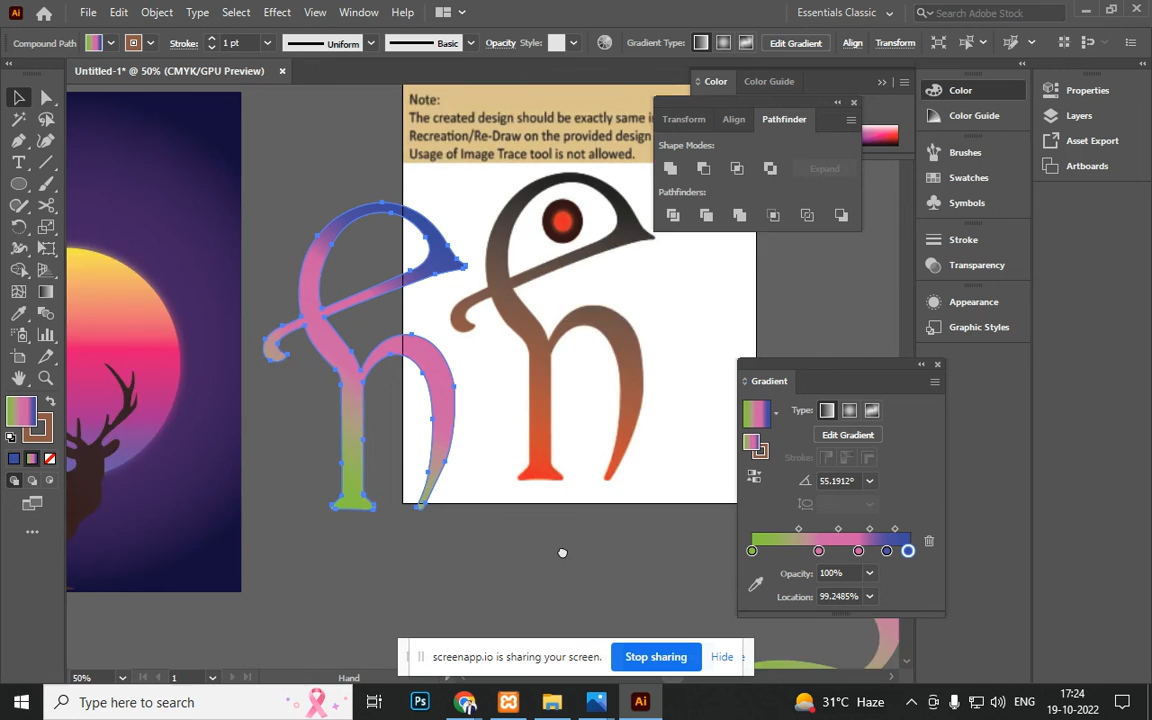 Ai
File Edit Object Type Select Effect View Window Help
Essentials Classic
Search Adobe Stock
Compound Path
Stroke:
1 pt
Uniform
Basic
Opacity
Style:
Gradient Type:
Edit Gradient
Align
Transform
Untitled-1* @ 50% (CMYK/GPU Preview)
Color
Color Guide
Note:
The created design should be exactly same i
Recreation/Re-Draw on the provided design
Usage of Image Trace tool is not allowed.
Transform
Align
Pathfinder
Shape Modes:
Expand
Pathfinders:
Color
Color Guide
Brushes
Swatches
Symbols
Stroke
Transparency
Appearance
Graphic Styles
Properties
Layers
Asset Export
Artboards
Gradient
Type:
Edit Gradient
Stroke:
55.1912°
Opacity:
100%
Location:
99.2485%
screenapp.io is sharing your screen.
Stop sharing
Hide
50%
1
Hand
Type here to search
Ps
Ai
31°C Haze
ENG
17:24
19-10-2022